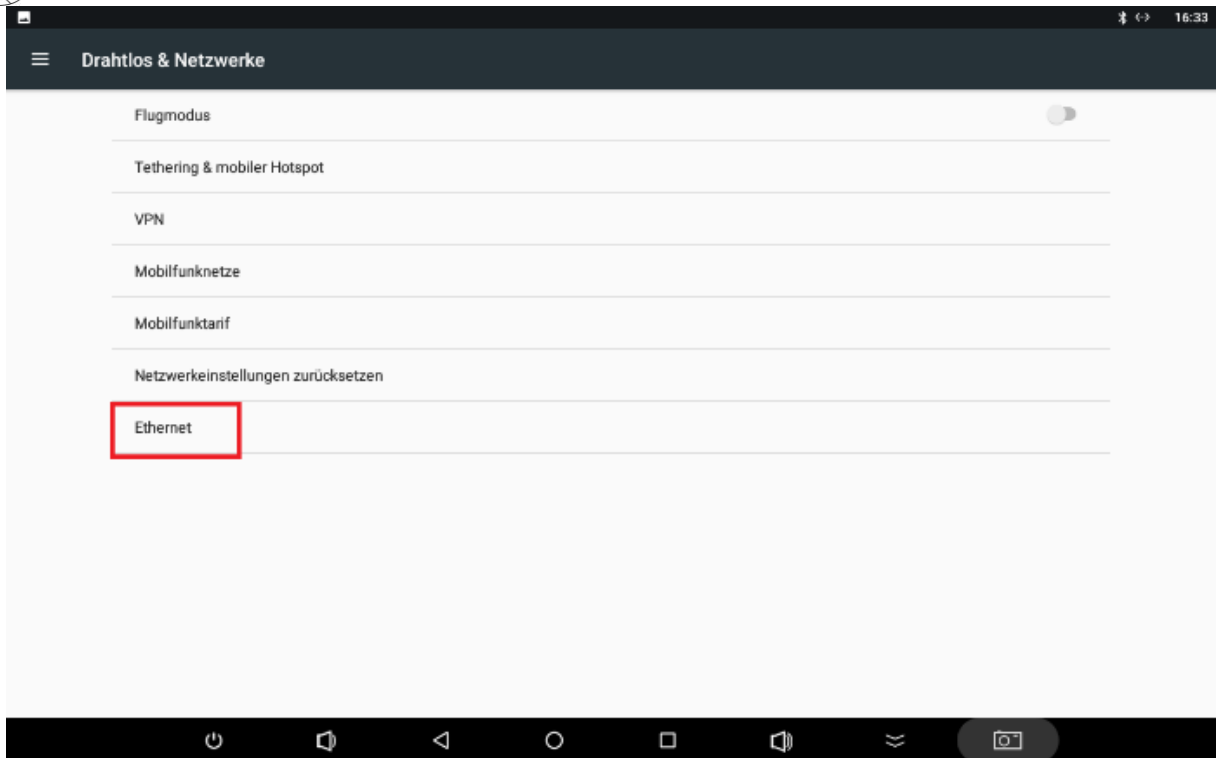 16:33
Drahtlos & Netzwerke
Flugmodus
Tethering & mobiler Hotspot
VPN
Mobilfunknetze
Mobilfunktarif
Netzwerkeinstellungen zurücksetzen
Ethernet